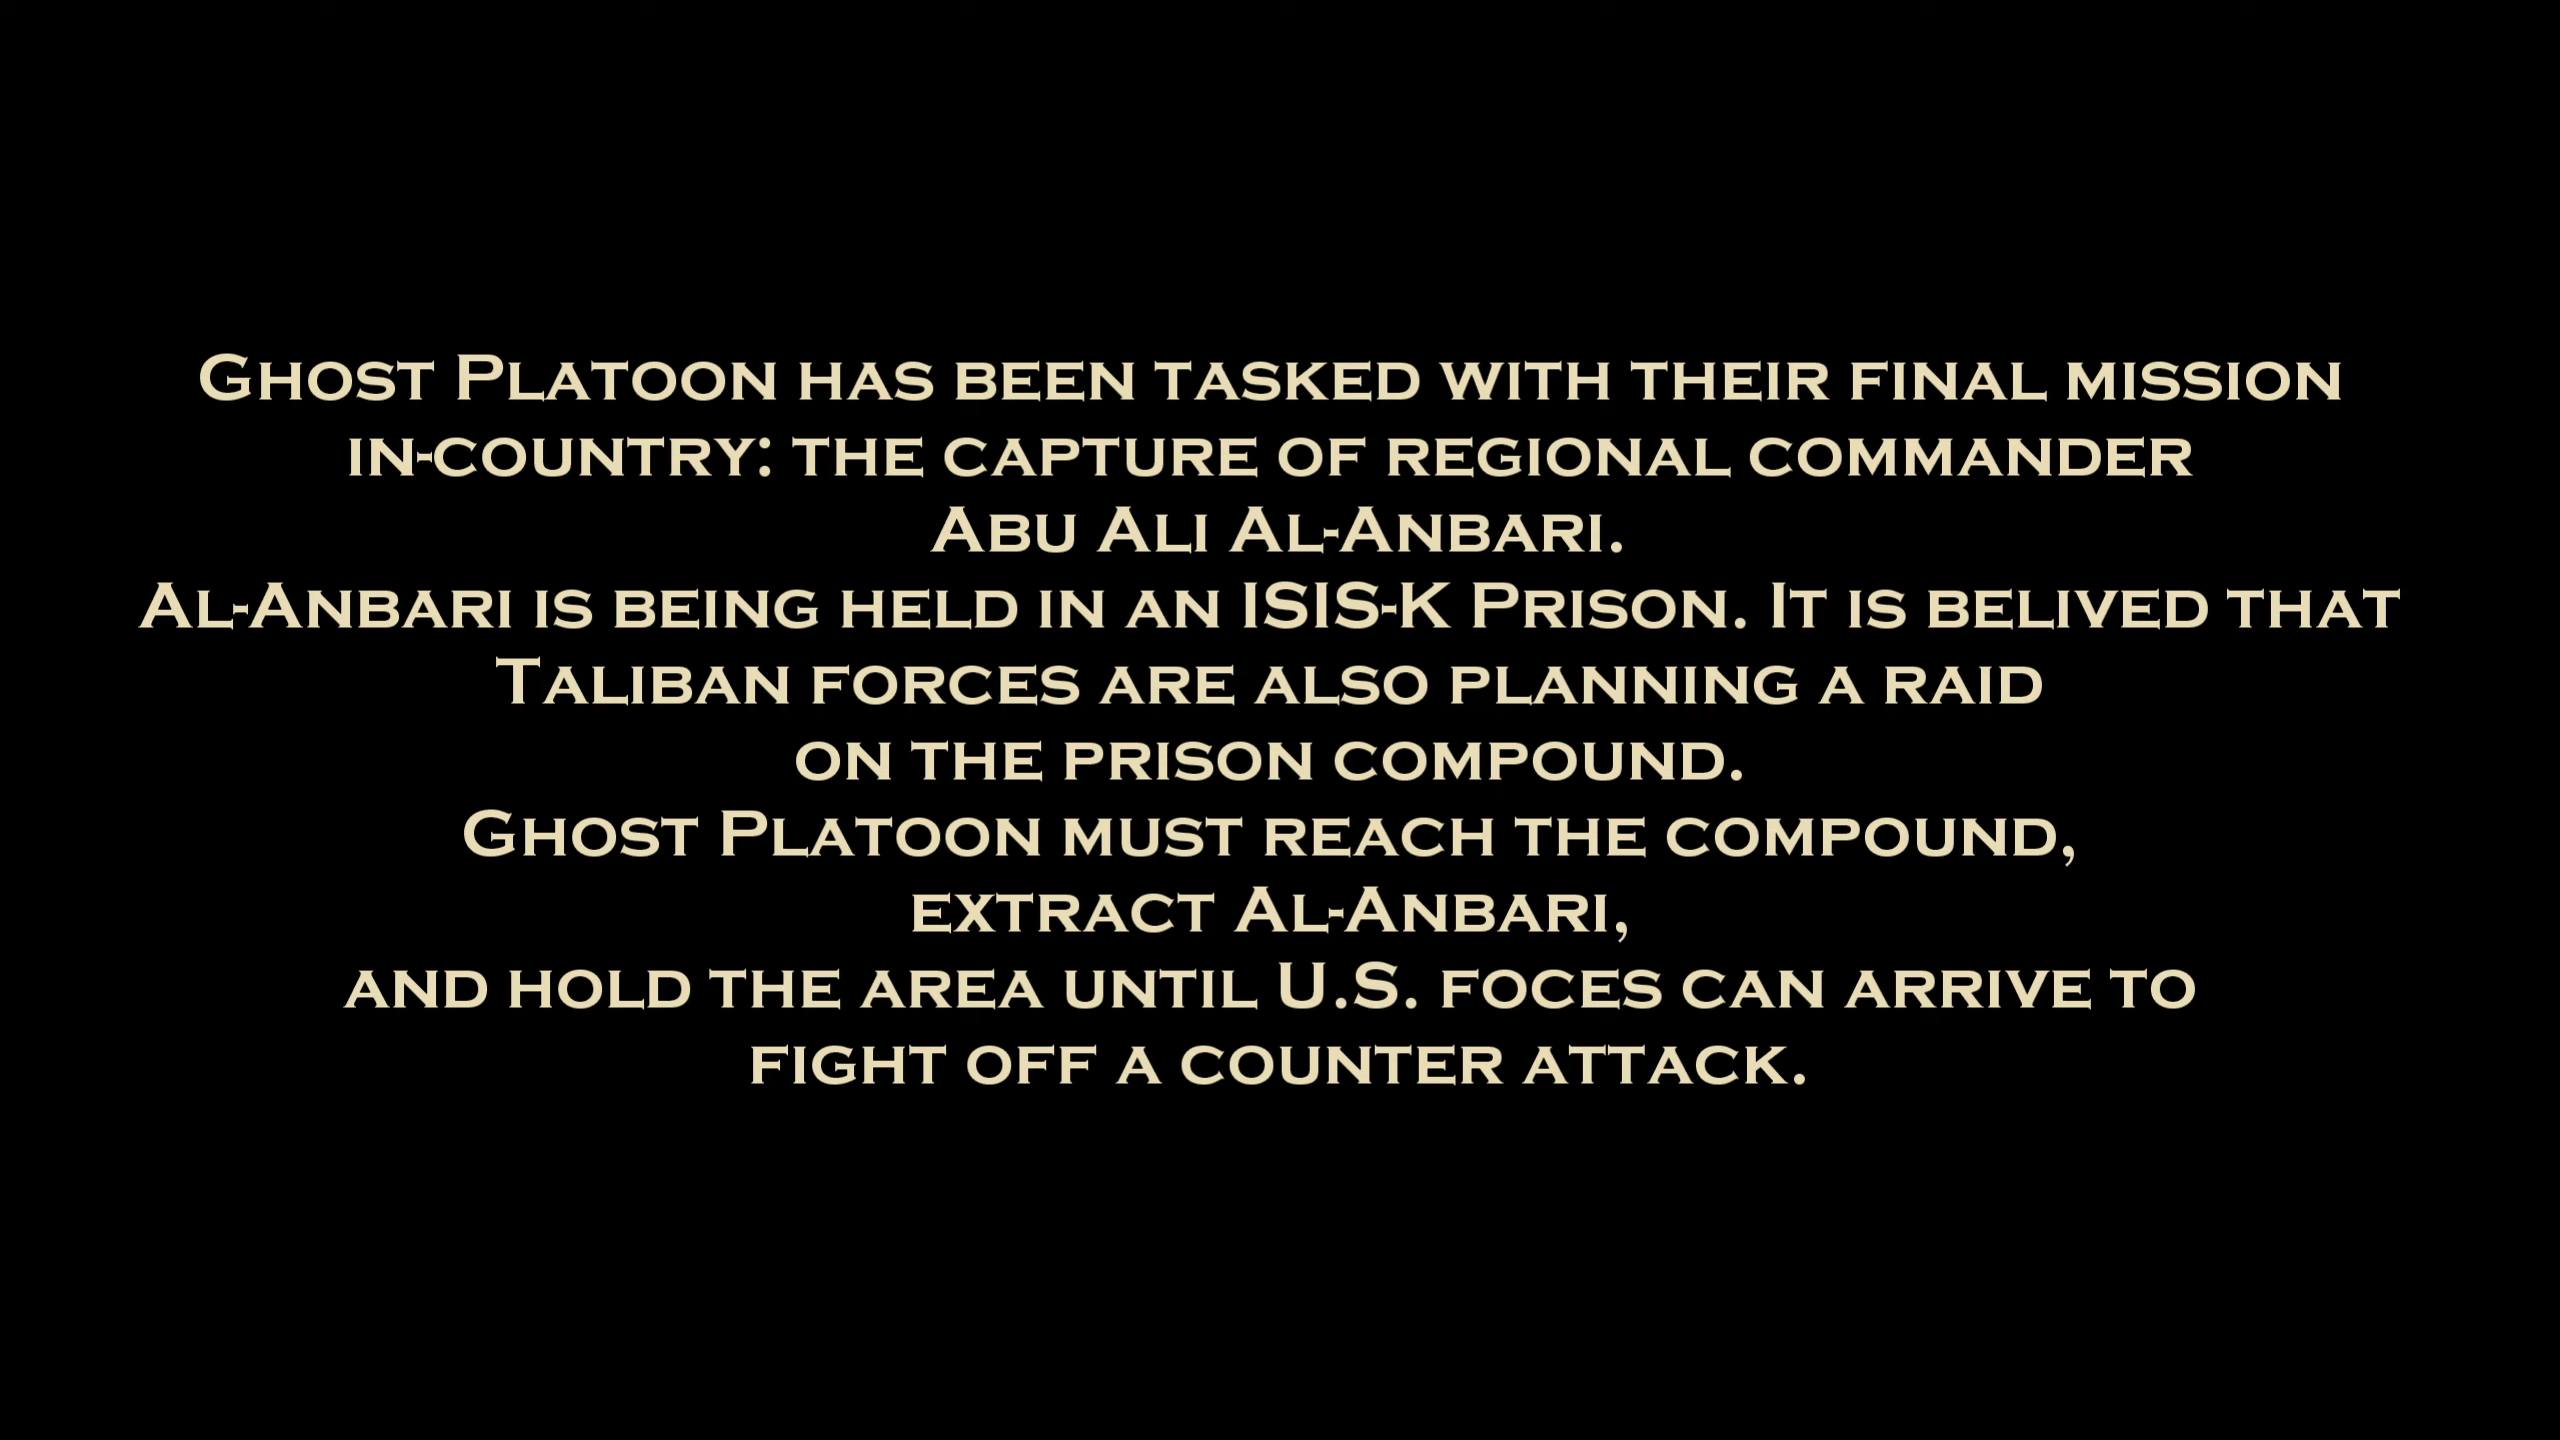 Ghost Platoon has been tasked with their final mission
in-country: the capture of regional commander
Abu Ali Al-Anbari.
Al-Anbari is being held in an ISIS-K Prison. It is belived that
Taliban forces are also planning a raid
on the prison compound.
Ghost Platoon must reach the compound,
extract Al-Anbari,
and hold the area until U.S. foces can arrive to
fight off a counter attack.